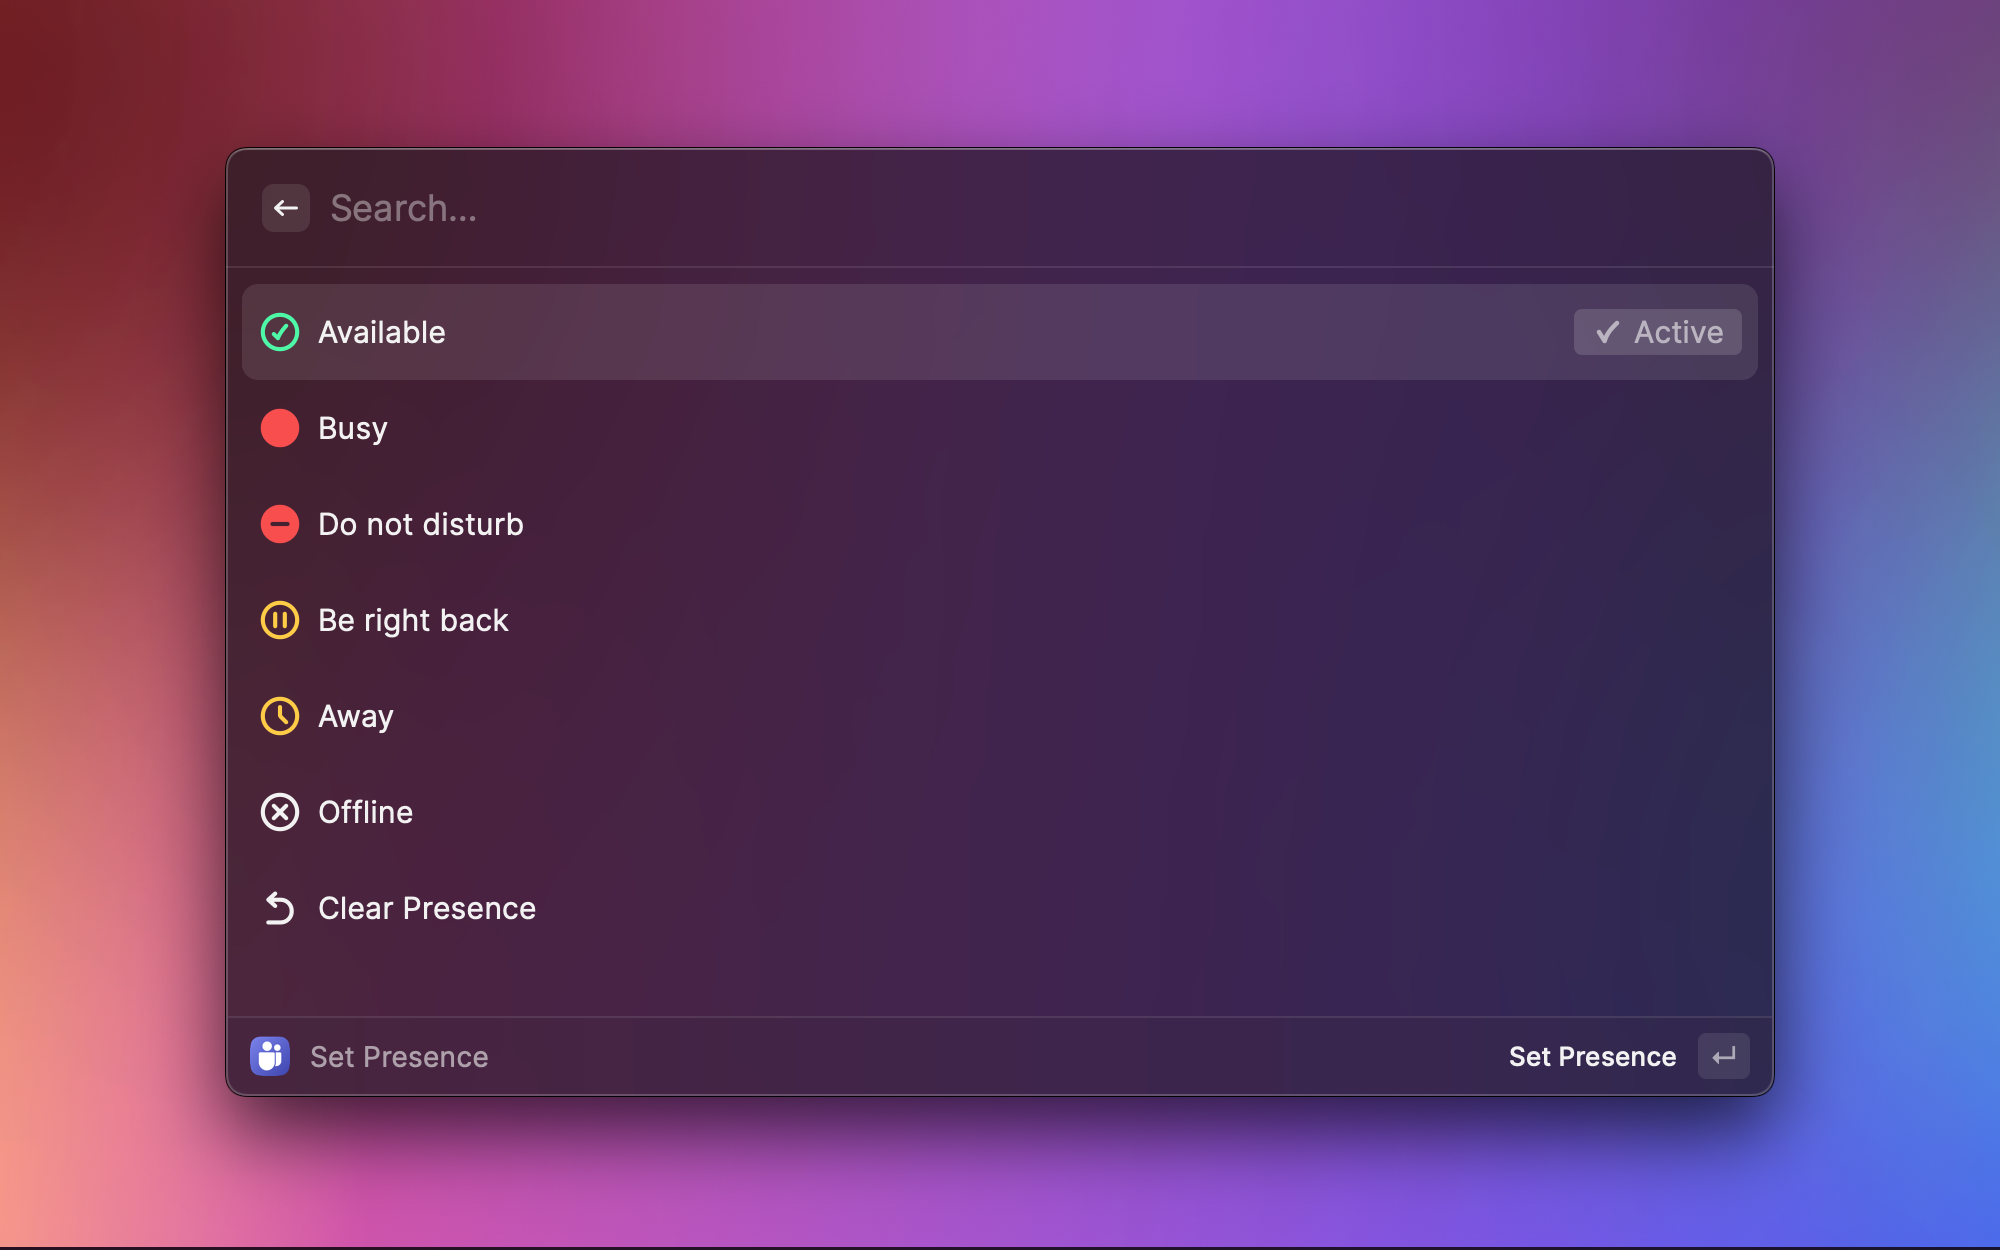 Search...
Available
Active
Busy
Do not disturb
Be right back
Away
Offline
Clear Presence
Set Presence
Set Presence